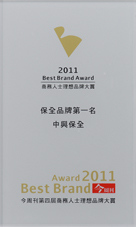 2011
Best Brand Award
商務人士理想品牌大賞
保全品牌第一名
中興保全
Award 2011
Best Brand 今周刊
今周刊第四屆商務人士理想品牌大賞